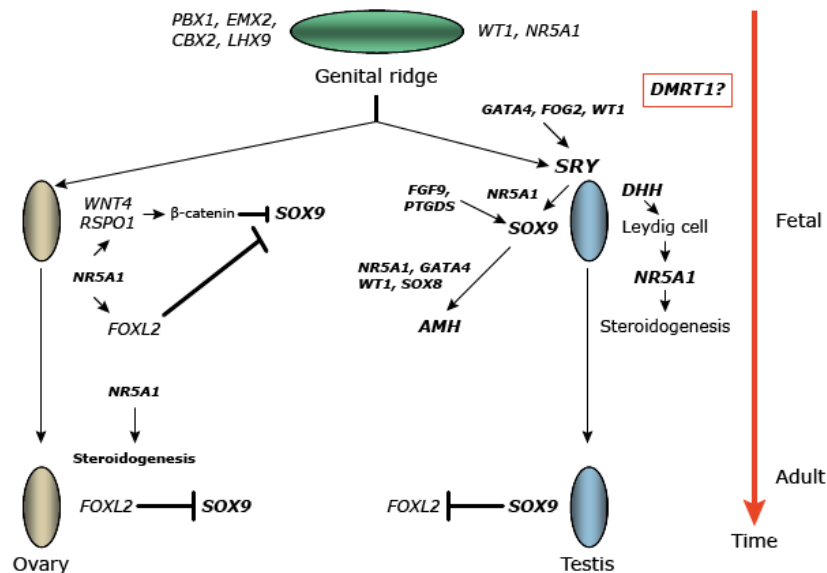 PBX1, EMX2,
CBX2, LHX9
WT1, NR5A1
Genital ridge
DMRT1?
GATA4, FOG2, WT1
SRY
FGF9,
PTGDS
NR5A1
DHH
WNT4
RSPO1
β-catenin
SOX9
SOX9
Leydig cell
Fetal
NR5A1
NR5A1, GATA4
WT1, SOX8
NR5A1
FOXL2
AMH
Steroidogenesis
NR5A1
Steroidogenesis
Adult
FOXL2
SOX9
FOXL2
SOX9
Time
Ovary
Testis